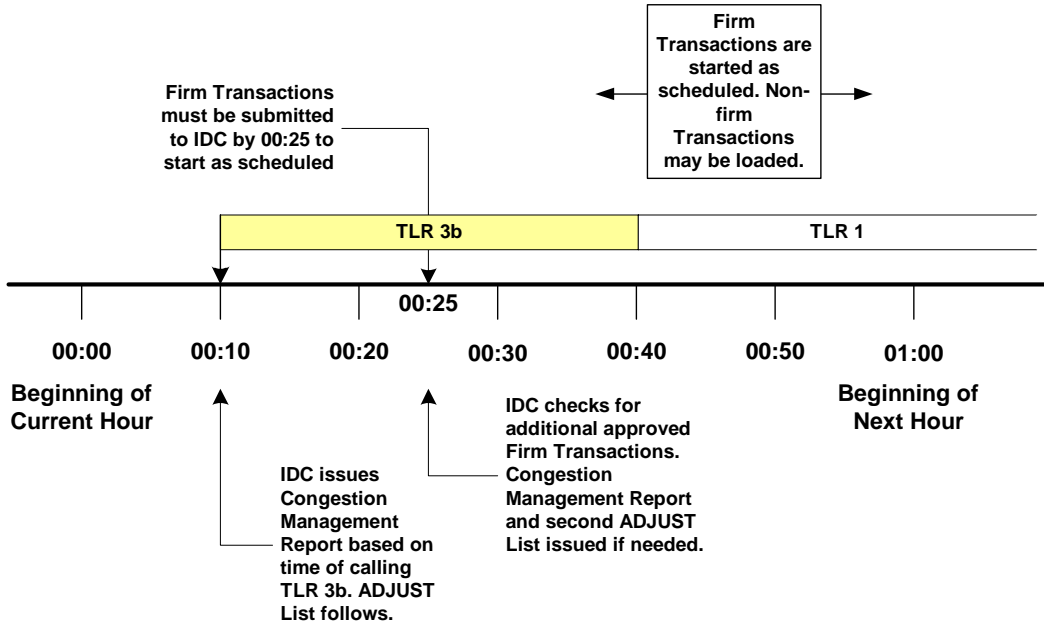 Firm
Transactions are
started as
scheduled. Non-
firm
Transactions
may be loaded.
Firm Transactions
must be submitted
to IDC by 00:25 to
start as scheduled
TLR 3b
TLR 1
00:25
00:00
00:10
00:20
00:30
00:40
00:50
01:00
Beginning of
Current Hour
Beginning of
Next Hour
IDC issues
Congestion
Management
Report based on
time of calling
TLR 3b. ADJUST
List follows.
IDC checks for
additional approved
Firm Transactions.
Congestion
Management Report
and second ADJUST
List issued if needed.